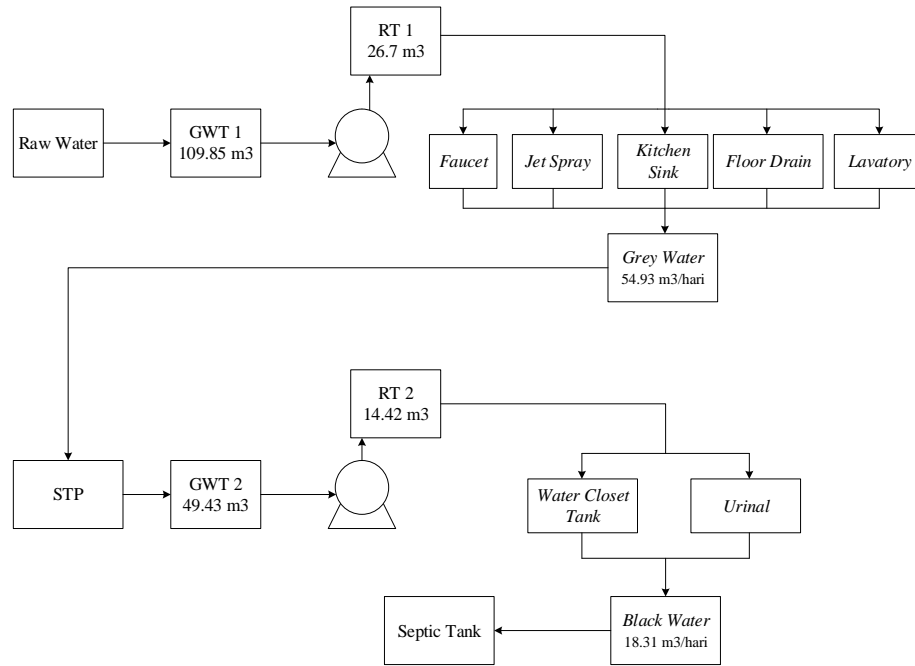 RT 1
26.7 m3
Raw Water
GWT 1
109.85 m3
Faucet
Jet Spray
Kitchen
Sink
Floor Drain
Lavatory
Grey Water
54.93 m3/hari
RT 2
14.42 m3
STP
GWT 2
49.43 m3
Water Closet
Tank
Urinal
Septic Tank
Black Water
18.31 m3/hari